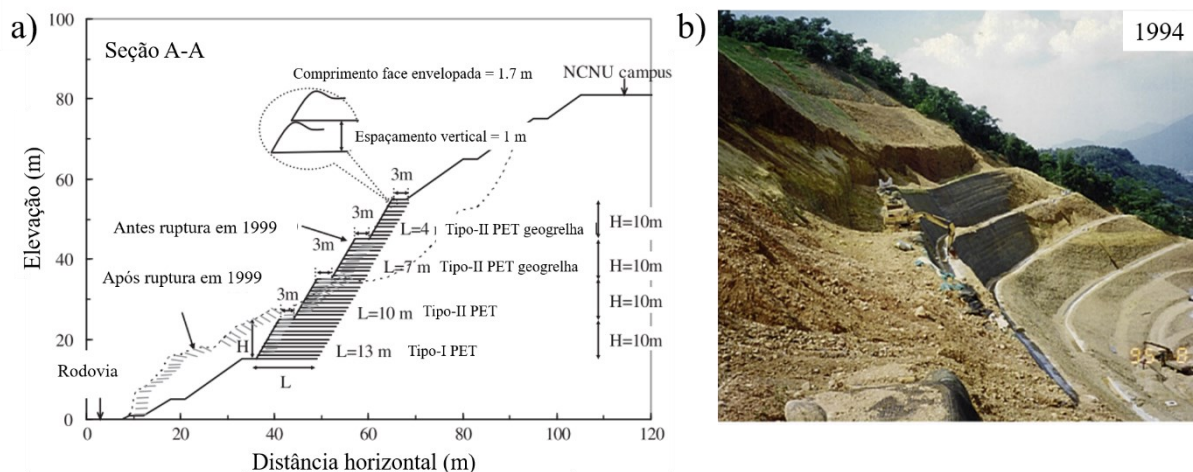 a)
Seção A-A
Comprimento face envelopada = 1.7 m
NCNU campus
Espaçamento vertical = 1 m
3m
3m
Antes ruptura em 1999
L=4 Tipo-II PET geogrelha
H=10m
3m
Após ruptura em 1999
L=7 m Tipo-II PET geogrelha
H=10m
3m
L=10 m Tipo-II PET
H=10m
H
L=13 m Tipo-I PET
H=10m
Rodovia
L
Elevação (m)
100
80
60
40
20
0
0 20 40 60 80 100 120
Distância horizontal (m)
b)
1994